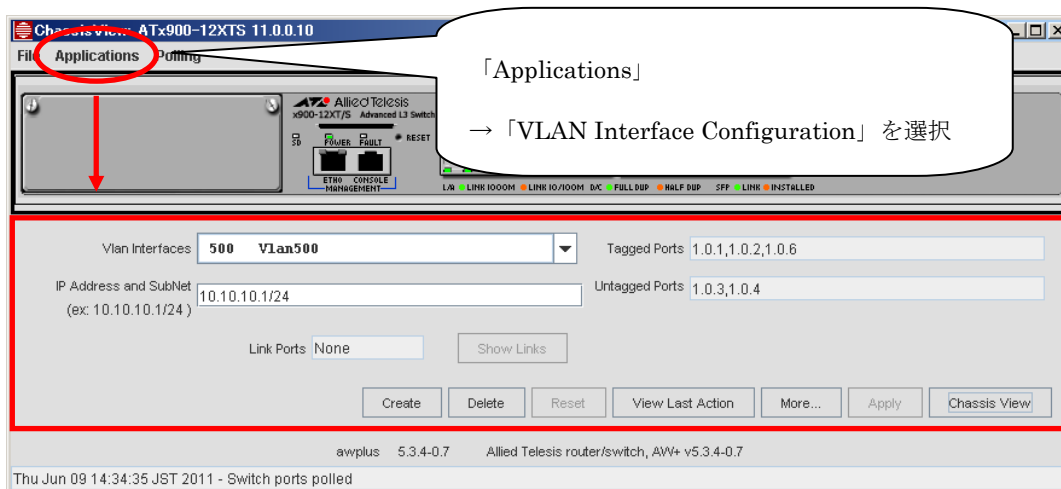 ChassisView: ATx900-12XTS 11.0.0.10
File Applications Polling
「Applications」
→「VLAN Interface Configuration」を選択
Allied Telesis
x900-12XT/S Advanced L3 Switch
SD POWER FAULT RESET
ETH0 CONSOLE
MANAGEMENT
L/A LINK 1000M LINK 10/100M D/C FULL DUP HALF DUP SFP LINK INSTALLED
Vlan Interfaces 500 Vlan500 Tagged Ports 1.0.1,1.0.2,1.0.6
IP Address and SubNet
(ex: 10.10.10.1/24 ) 10.10.10.1/24 Untagged Ports 1.0.3,1.0.4
Link Ports None Show Links
Create Delete Reset View Last Action More... Apply Chassis View
awplus 5.3.4-0.7 Allied Telesis router/switch, AW+ v5.3.4-0.7
Thu Jun 09 14:34:35 JST 2011 - Switch ports polled